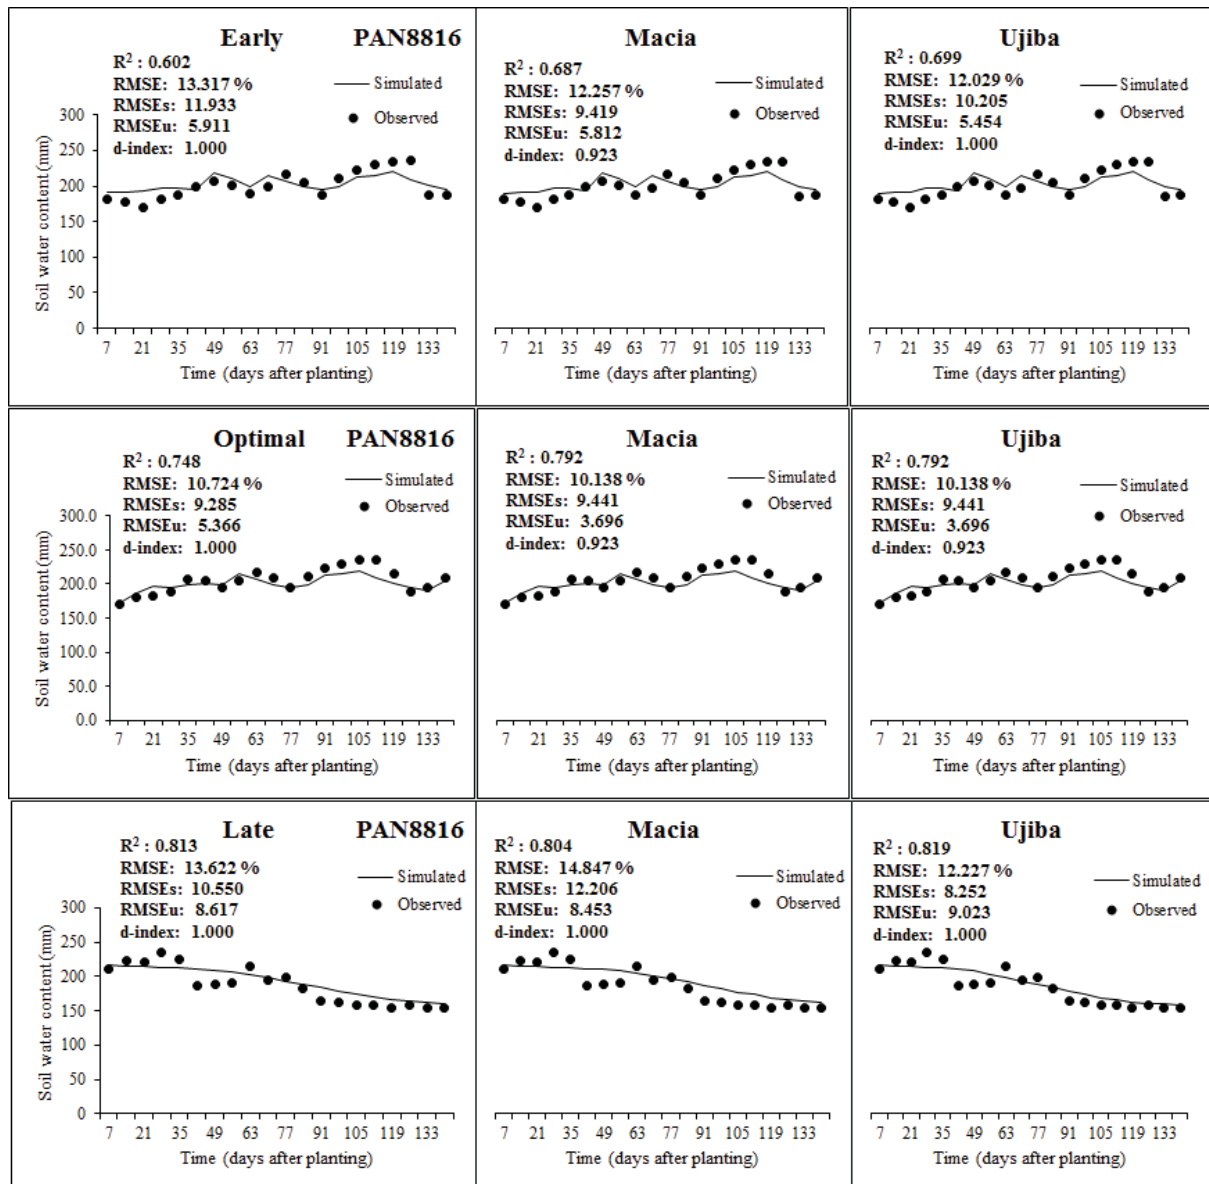 Early PAN8816
R² : 0.602
RMSE: 13.317 %
RMSEs: 11.933
RMSEu: 5.911
d-index: 1.000
Simulated
Observed
Soil water content (mm)
300
250
200
150
100
50
0
7 21 35 49 63 77 91 105 119 133
Time (days after planting)
Macia
R² : 0.687
RMSE: 12.257 %
RMSEs: 9.419
RMSEu: 5.812
d-index: 0.923
Simulated
Observed
7 21 35 49 63 77 91 105 119 133
Time (days after planting)
Ujiba
R² : 0.699
RMSE: 12.029 %
RMSEs: 10.205
RMSEu: 5.454
d-index: 1.000
Simulated
Observed
7 21 35 49 63 77 91 105 119 133
Time (days after planting)
Optimal PAN8816
R² : 0.748
RMSE: 10.724 %
RMSEs: 9.285
RMSEu: 5.366
d-index: 1.000
Simulated
Observed
Soil water content (mm)
300.0
250.0
200.0
150.0
100.0
50.0
0.0
7 21 35 49 63 77 91 105 119 133
Time (days after planting)
Macia
R² : 0.792
RMSE: 10.138 %
RMSEs: 9.441
RMSEu: 3.696
d-index: 0.923
Simulated
Observed
7 21 35 49 63 77 91 105 119 133
Time (days after planting)
Ujiba
R² : 0.792
RMSE: 10.138 %
RMSEs: 9.441
RMSEu: 3.696
d-index: 0.923
Simulated
Observed
7 21 35 49 63 77 91 105 119 133
Time (days after planting)
Late PAN8816
R² : 0.813
RMSE: 13.622 %
RMSEs: 10.550
RMSEu: 8.617
d-index: 1.000
Simulated
Observed
Soil water content (mm)
300
250
200
150
100
50
0
7 21 35 49 63 77 91 105 119 133
Time (days after planting)
Macia
R² : 0.804
RMSE: 14.847 %
RMSEs: 12.206
RMSEu: 8.453
d-index: 1.000
Simulated
Observed
7 21 35 49 63 77 91 105 119 133
Time (days after planting)
Ujiba
R² : 0.819
RMSE: 12.227 %
RMSEs: 8.252
RMSEu: 9.023
d-index: 1.000
Simulated
Observed
7 21 35 49 63 77 91 105 119 133
Time (days after planting)